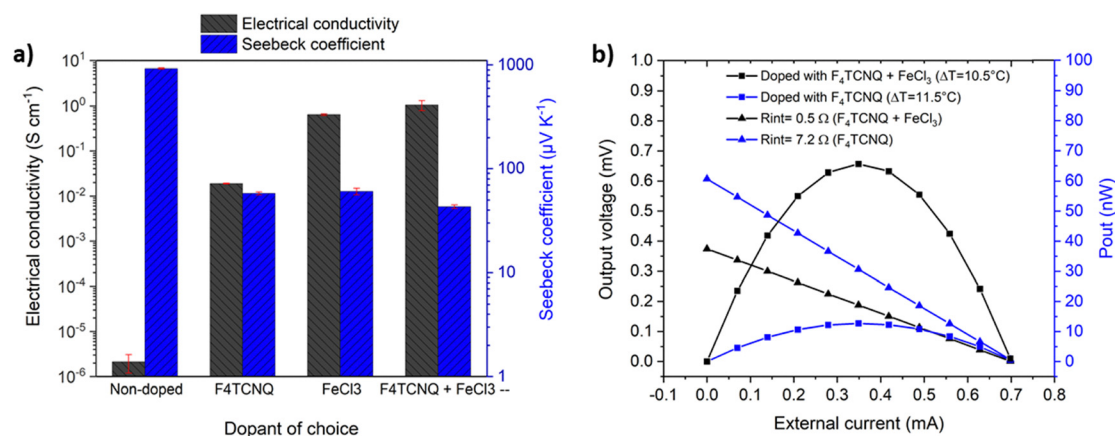 Electrical conductivity
Seebeck coefficient
a)
Electrical conductivity (S cm⁻¹)
10¹
10⁰
10⁻¹
10⁻²
10⁻³
10⁻⁴
10⁻⁵
10⁻⁶
Seebeck coefficient (µV K⁻¹)
1000
100
10
1
Non-doped F4TCNQ FeCl3 F4TCNQ + FeCl3 --
Dopant of choice
b)
Doped with F₄TCNQ + FeCl₃ (ΔT=10.5°C)
Doped with F₄TCNQ (ΔT=11.5°C)
Rint= 0.5 Ω (F₄TCNQ + FeCl₃)
Rint= 7.2 Ω (F₄TCNQ)
Output voltage (mV)
1.0
0.9
0.8
0.7
0.6
0.5
0.4
0.3
0.2
0.1
0.0
Pout (nW)
100
90
80
70
60
50
40
30
20
10
0
-0.1 0.0 0.1 0.2 0.3 0.4 0.5 0.6 0.7 0.8
External current (mA)